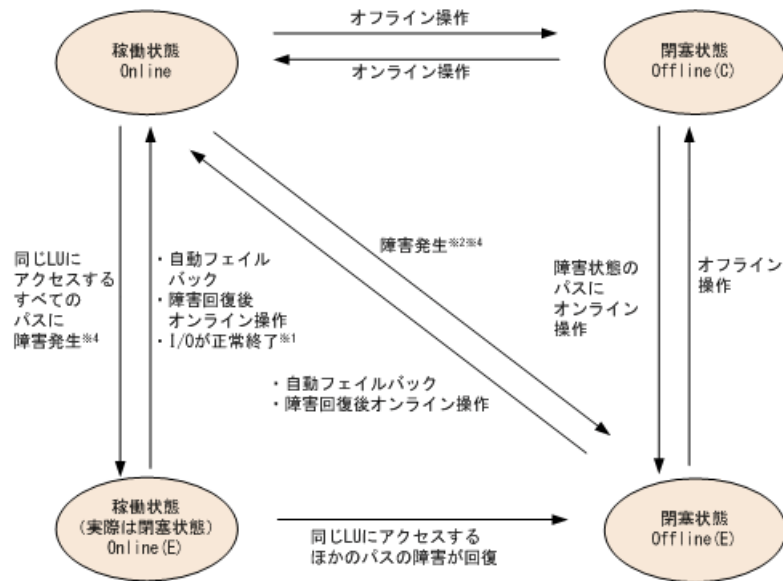 オフライン操作
稼働状態
Online
オンライン操作
閉塞状態
Offline(C)
同じLUに
アクセスする
すべての
パスに
障害発生※4
・自動フェイル
バック
・障害回復後
オンライン操作
・I/Oが正常終了※1
障害発生※2※4
・自動フェイルバック
・障害回復後オンライン操作
障害状態の
パスに
オンライン
操作
オフライン
操作
稼働状態
(実際は閉塞状態)
Online(E)
同じLUにアクセスする
ほかのパスの障害が回復
閉塞状態
Offline(E)